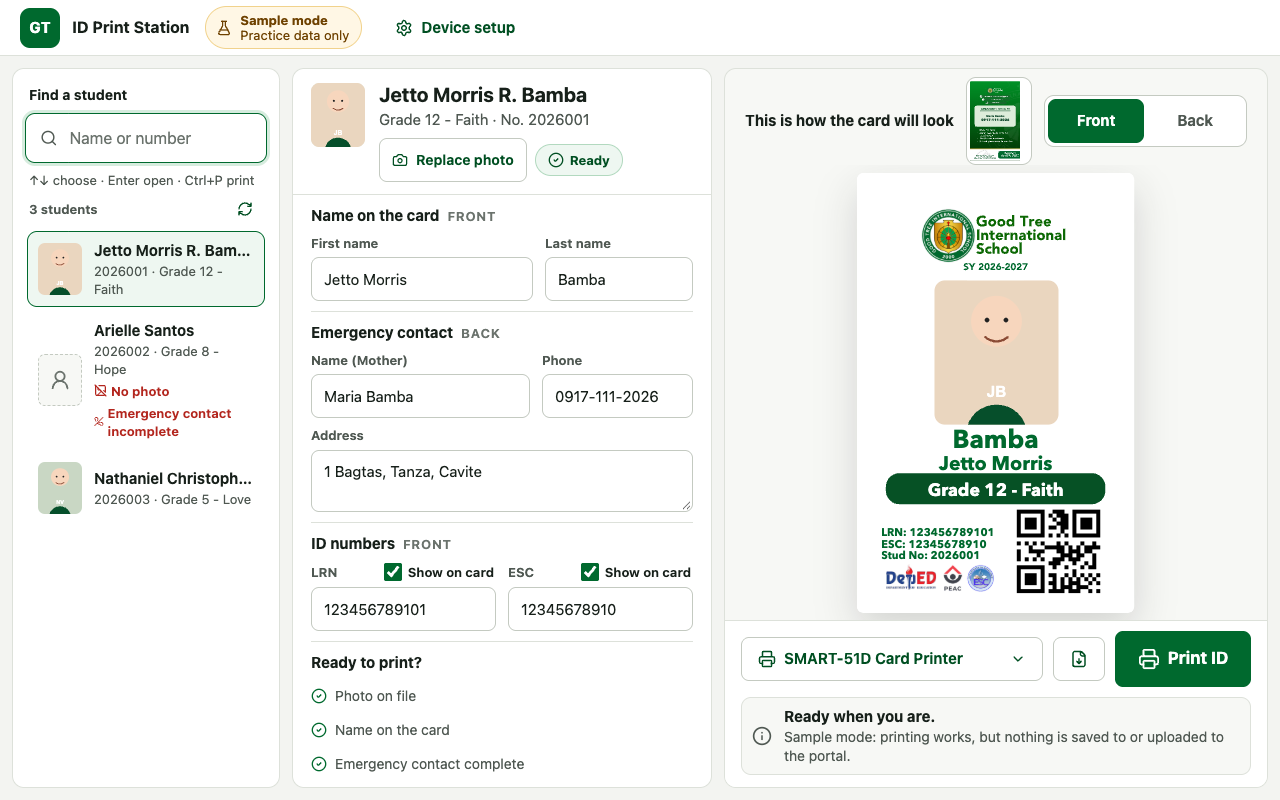 GT
ID Print Station
Sample mode
Practice data only
Device setup
Find a student
Name or number
↑↓ choose · Enter open · Ctrl+P print
3 students
JB
Jetto Morris R. Bam...
2026001 · Grade 12 -
Faith
Arielle Santos
2026002 · Grade 8 -
Hope
No photo
Emergency contact
incomplete
Nathaniel Christoph...
2026003 · Grade 5 - Love
JB
Jetto Morris R. Bamba
Grade 12 - Faith · No. 2026001
Replace photo
Ready
Name on the card FRONT
First name
Last name
Jetto Morris
Bamba
Emergency contact BACK
Name (Mother)
Phone
Maria Bamba
0917-111-2026
Address
1 Bagtas, Tanza, Cavite
ID numbers FRONT
LRN
Show on card
ESC
Show on card
123456789101
12345678910
Ready to print?
Photo on file
Name on the card
Emergency contact complete
This is how the card will look
Front
Back
Good Tree
International
School
SY 2026-2027
JB
Bamba
Jetto Morris
Grade 12 - Faith
LRN: 123456789101
ESC: 12345678910
Stud No: 2026001
DepED
PEAC
ESC
SMART-51D Card Printer
Print ID
Ready when you are.
Sample mode: printing works, but nothing is saved to or uploaded to
the portal.